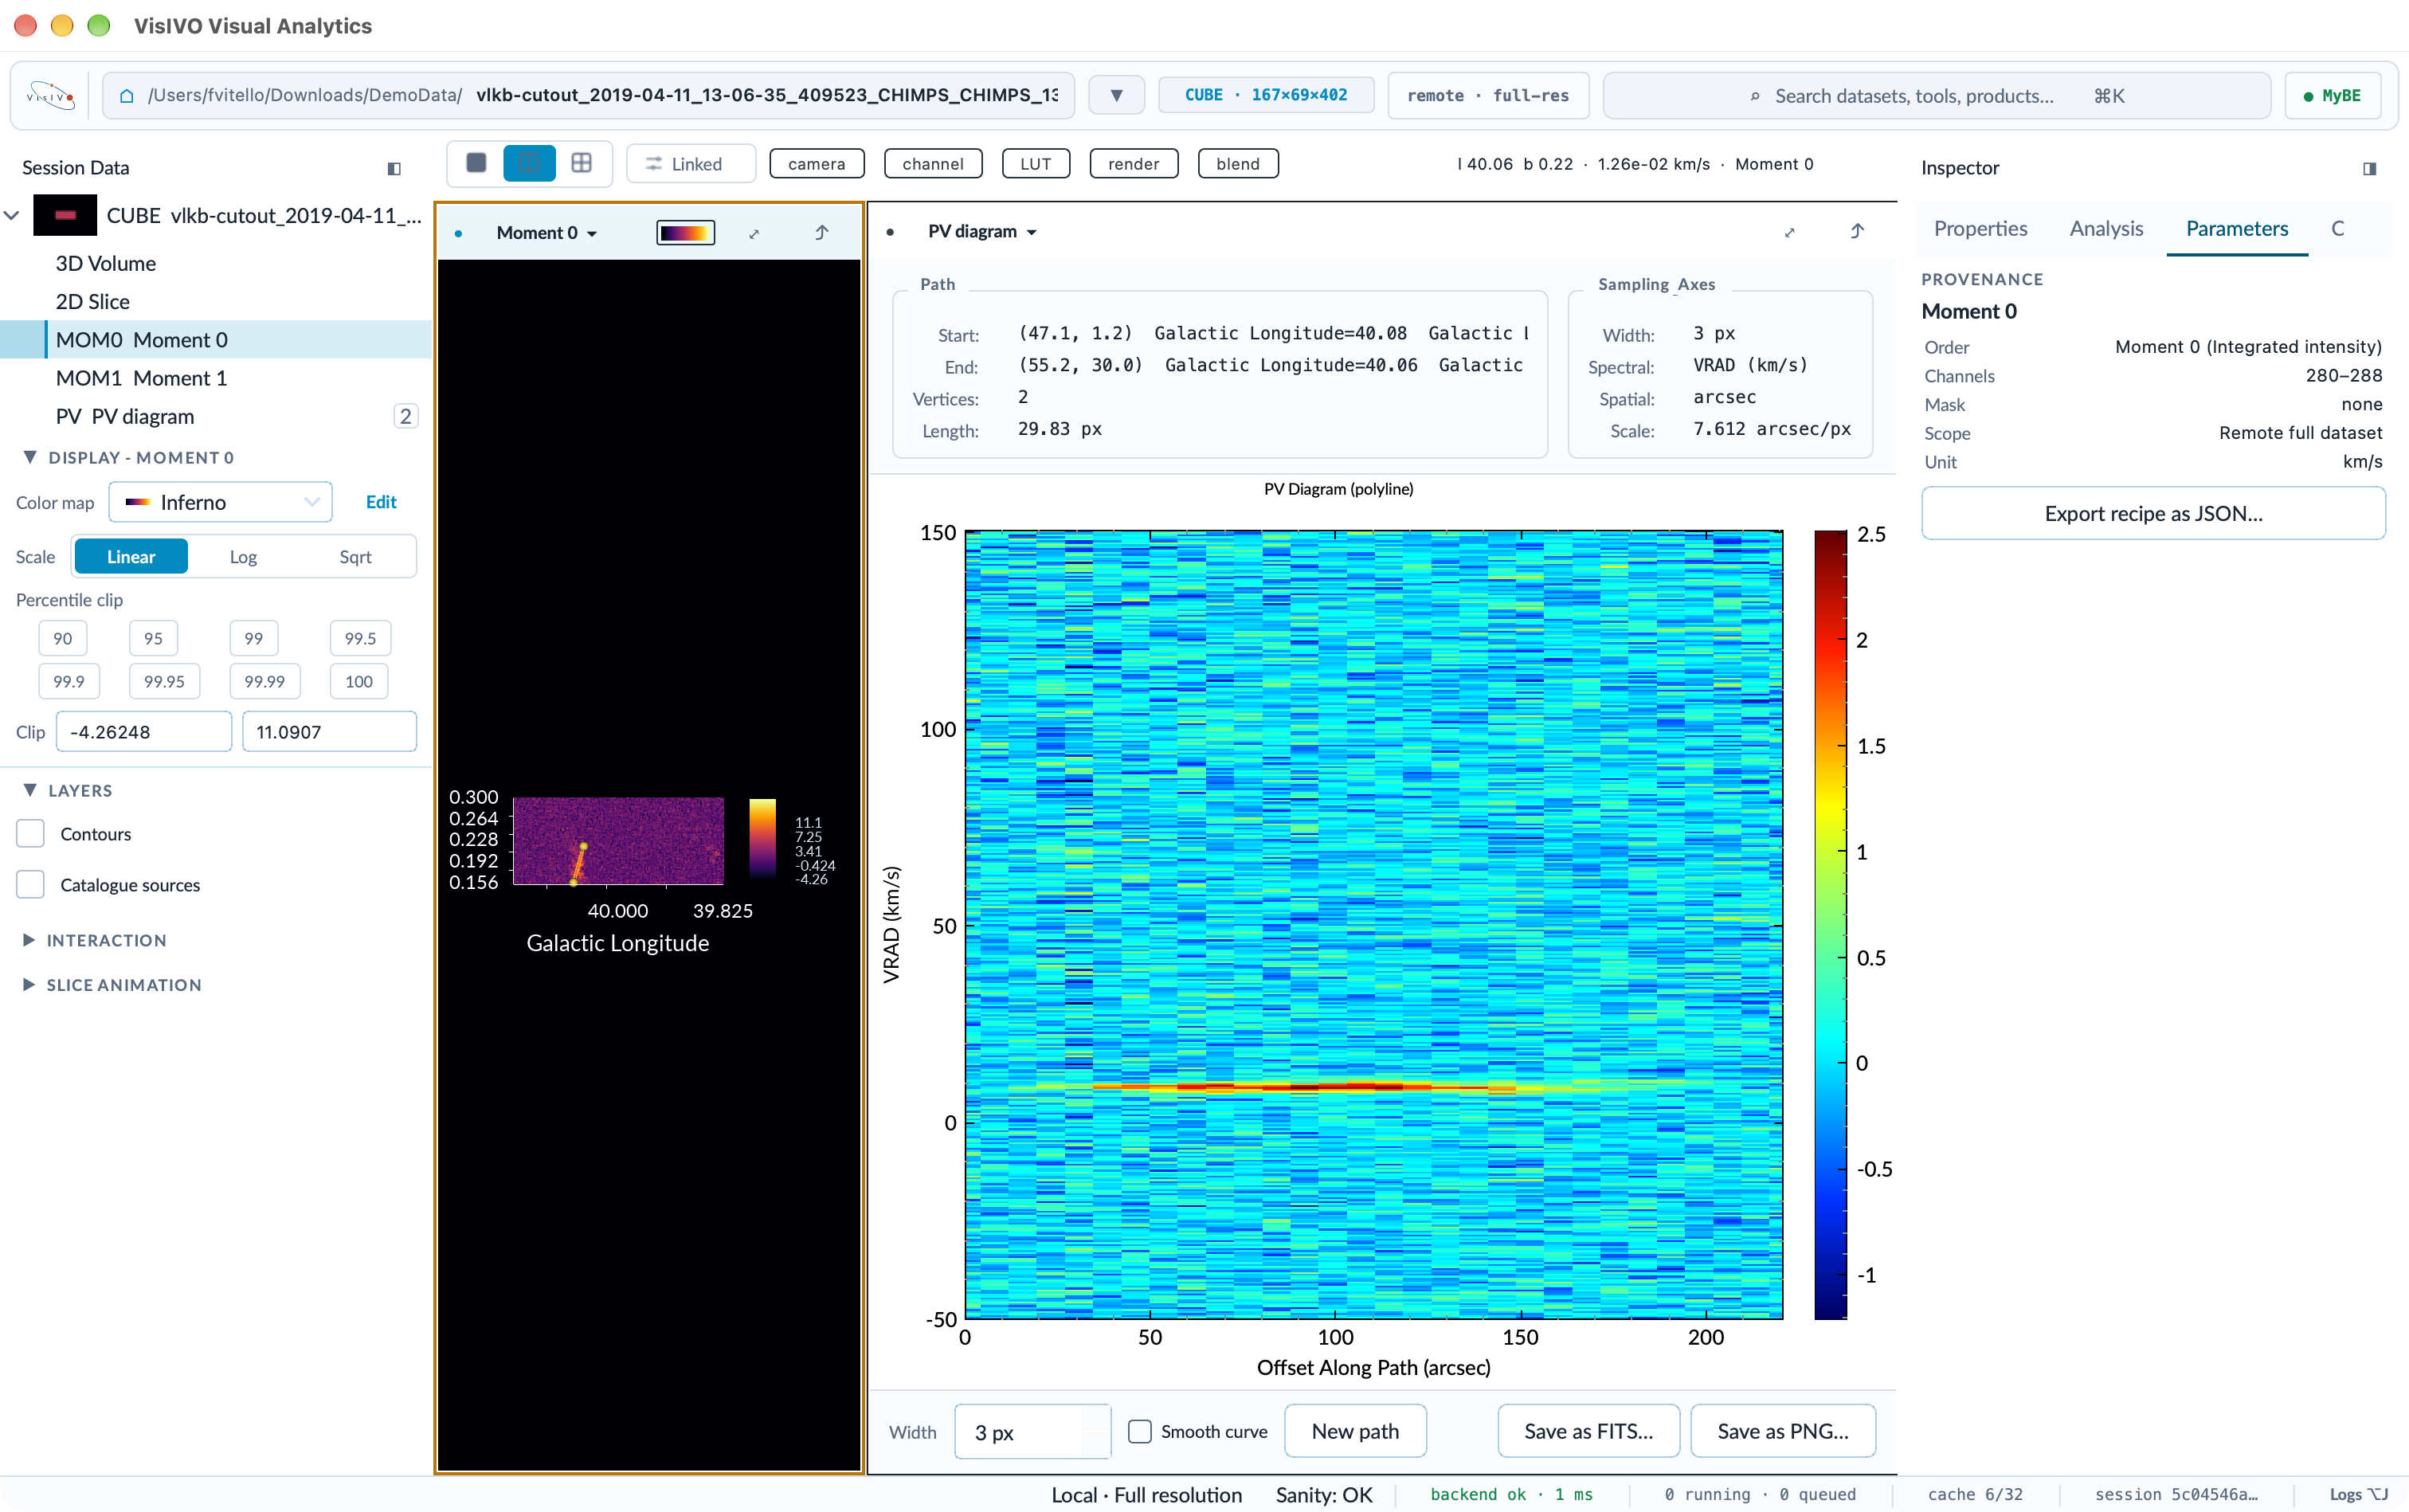 VisIVO Visual Analytics
VisIVO
/Users/fvitello/Downloads/DemoData/ vlkb-cutout_2019-04-11_13-06-35_409523_CHIMPS_CHIMPS_13
CUBE · 167×69×402
remote · full-res
Search datasets, tools, products... ⌘K
MyBE
Session Data
Linked
camera
channel
LUT
render
blend
l 40.06 b 0.22 · 1.26e-02 km/s · Moment 0
Inspector
CUBE vlkb-cutout_2019-04-11_...
3D Volume
2D Slice
MOM0 Moment 0
MOM1 Moment 1
PV PV diagram 2
DISPLAY - MOMENT 0
Color map Inferno Edit
Scale Linear Log Sqrt
Percentile clip
90 95 99 99.5
99.9 99.95 99.99 100
Clip -4.26248 11.0907
LAYERS
Contours
Catalogue sources
INTERACTION
SLICE ANIMATION
Moment 0
0.300
0.264
0.228
0.192
0.156
40.000 39.825
Galactic Longitude
11.1
7.25
3.41
-0.424
-4.26
PV diagram
Path
Start: (47.1, 1.2) Galactic Longitude=40.08 Galactic L
End: (55.2, 30.0) Galactic Longitude=40.06 Galactic
Vertices: 2
Length: 29.83 px
Sampling_Axes
Width: 3 px
Spectral: VRAD (km/s)
Spatial: arcsec
Scale: 7.612 arcsec/px
PV Diagram (polyline)
150
100
50
0
-50
VRAD (km/s)
0 50 100 150 200
Offset Along Path (arcsec)
2.5
2
1.5
1
0.5
0
-0.5
-1
Width 3 px Smooth curve New path Save as FITS... Save as PNG...
Properties Analysis Parameters C
PROVENANCE
Moment 0
Order Moment 0 (Integrated intensity)
Channels 280–288
Mask none
Scope Remote full dataset
Unit km/s
Export recipe as JSON...
Local · Full resolution Sanity: OK backend ok · 1 ms 0 running · 0 queued cache 6/32 session 5c04546a… Logs ⌥J